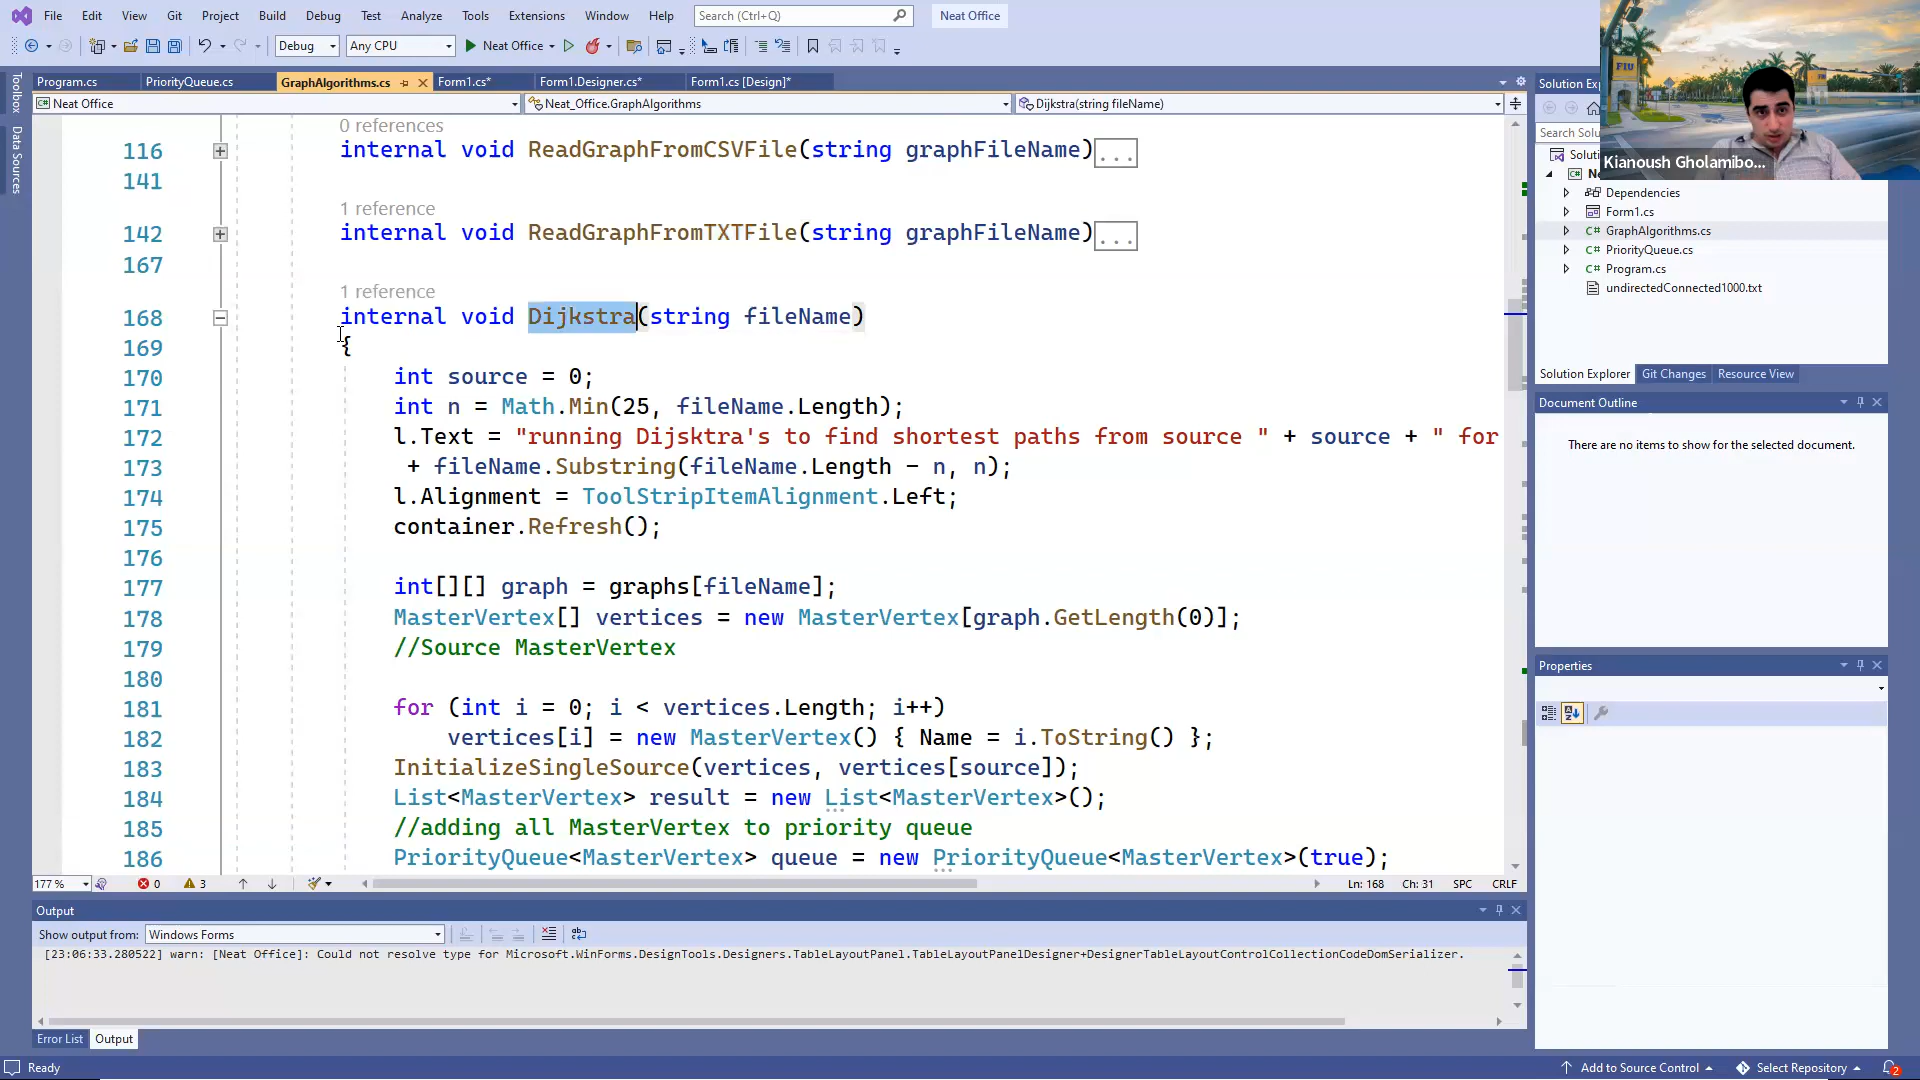 File Edit View Git Project Build Debug Test Analyze Tools Extensions Window Help Search (Ctrl+Q) Neat Office
Debug Any CPU Neat Office
Program.cs PriorityQueue.cs GraphAlgorithms.cs Form1.cs* Form1.Designer.cs* Form1.cs [Design]*
C# Neat Office Neat_Office.GraphAlgorithms Dijkstra(string fileName)
Toolbox
Data Sources
0 references
116 internal void ReadGraphFromCSVFile(string graphFileName)...
141
1 reference
142 internal void ReadGraphFromTXTFile(string graphFileName)...
167
1 reference
168 internal void Dijkstra(string fileName)
169 {
170 int source = 0;
171 int n = Math.Min(25, fileName.Length);
172 l.Text = "running Dijsktra's to find shortest paths from source " + source + " for
173 + fileName.Substring(fileName.Length - n, n);
174 l.Alignment = ToolStripItemAlignment.Left;
175 container.Refresh();
176
177 int[][] graph = graphs[fileName];
178 MasterVertex[] vertices = new MasterVertex[graph.GetLength(0)];
179 //Source MasterVertex
180
181 for (int i = 0; i < vertices.Length; i++)
182 vertices[i] = new MasterVertex() { Name = i.ToString() };
183 InitializeSingleSource(vertices, vertices[source]);
184 List<MasterVertex> result = new List<MasterVertex>();
185 //adding all MasterVertex to priority queue
186 PriorityQueue<MasterVertex> queue = new PriorityQueue<MasterVertex>(true);
177 % 0 3 Ln: 168 Ch: 31 SPC CRLF
Output
Show output from: Windows Forms
[23:06:33.280522] warn: [Neat Office]: Could not resolve type for Microsoft.WinForms.DesignTools.Designers.TableLayoutPanel.TableLayoutPanelDesigner+DesignerTableLayoutControlCollectionCodeDomSerializer.
Error List Output
Ready Add to Source Control Select Repository 2
FIU
Kianoush Gholamibo...
Solution Exp
Search Solu
Soluti
C# Ne
Dependencies
Form1.cs
C# GraphAlgorithms.cs
C# PriorityQueue.cs
C# Program.cs
undirectedConnected1000.txt
Solution Explorer Git Changes Resource View
Document Outline
There are no items to show for the selected document.
Properties